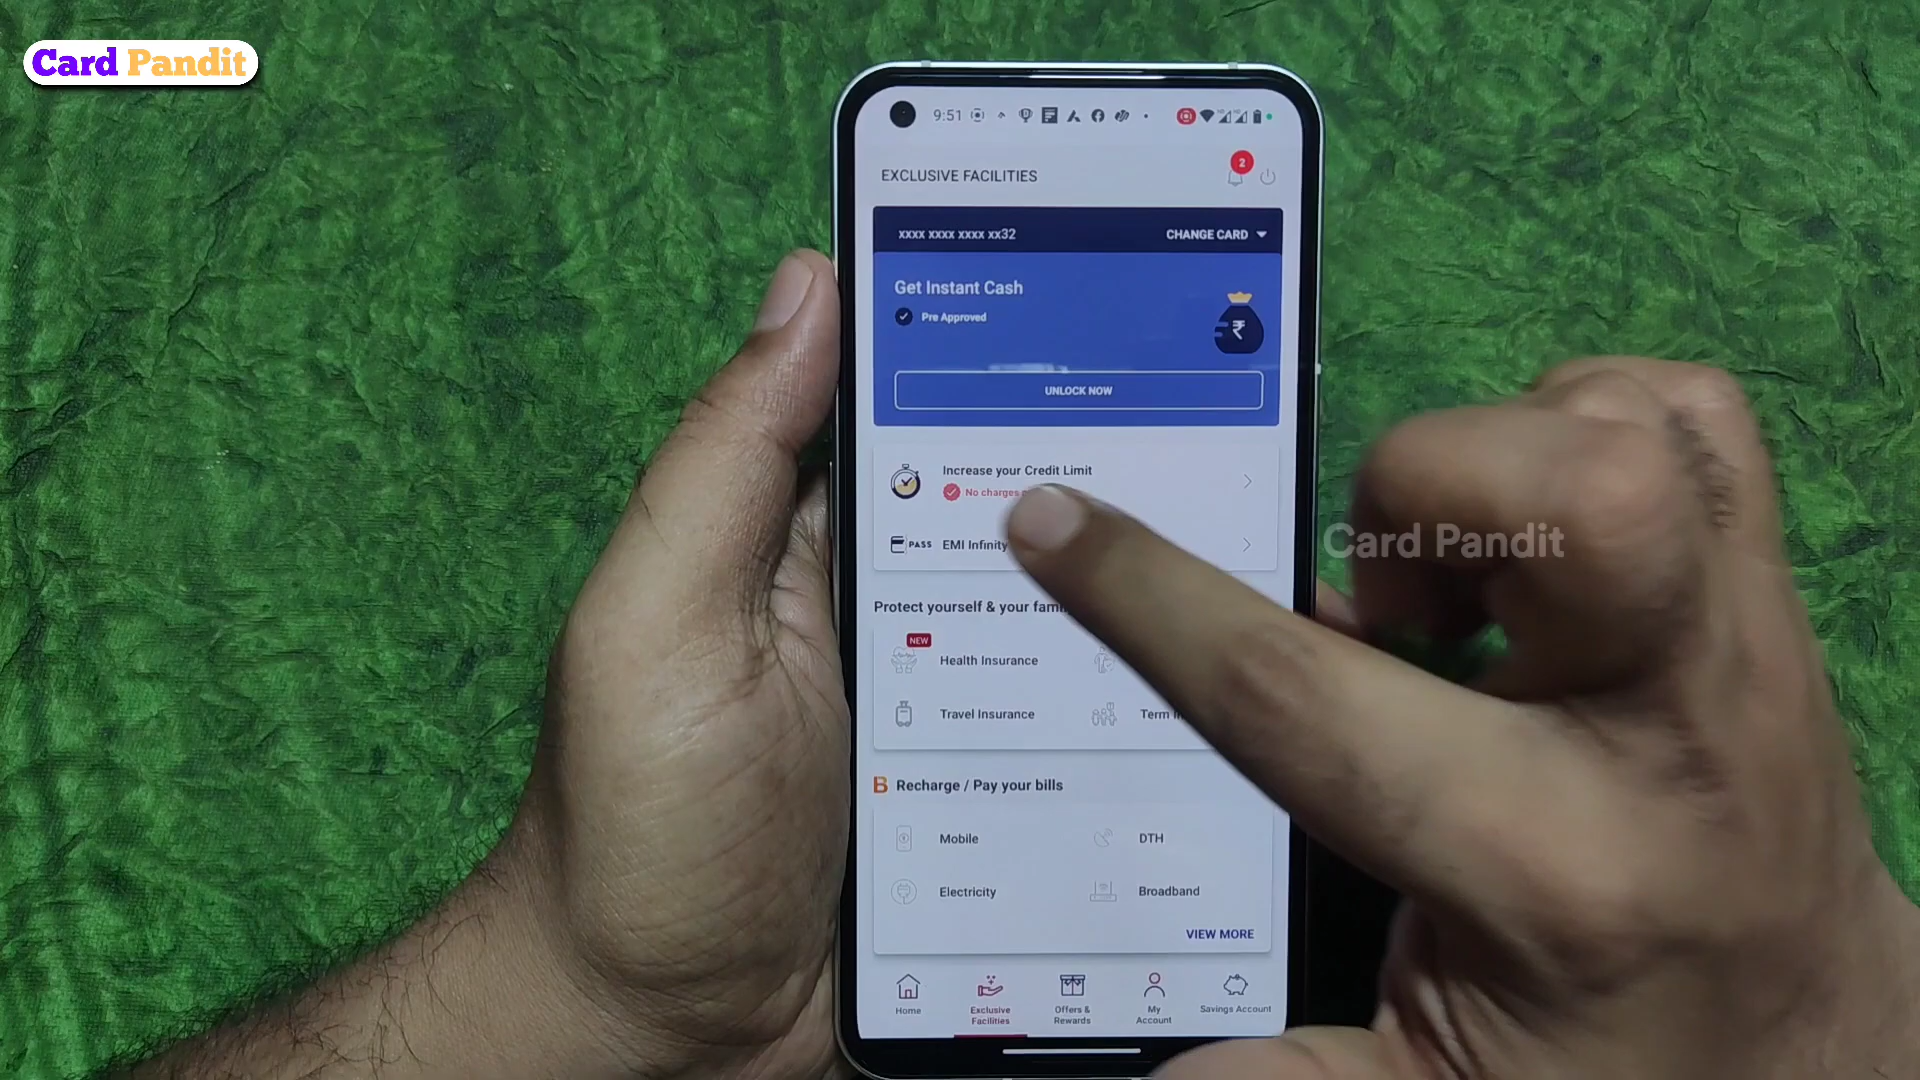 Card Pandit
9:51
EXCLUSIVE FACILITIES
2
xxxx xxxx xxxx xx32
CHANGE CARD
Get Instant Cash
Pre Approved
₹
UNLOCK NOW
Increase your Credit Limit
No charges
PASS
EMI Infinity
Card Pandit
Protect yourself & your
NEW
Health Insurance
Travel Insurance
Term
B Recharge / Pay your bills
Mobile
DTH
Electricity
Broadband
VIEW MORE
Home
Exclusive
Facilities
Offers &
Rewards
My
Account
Savings Account